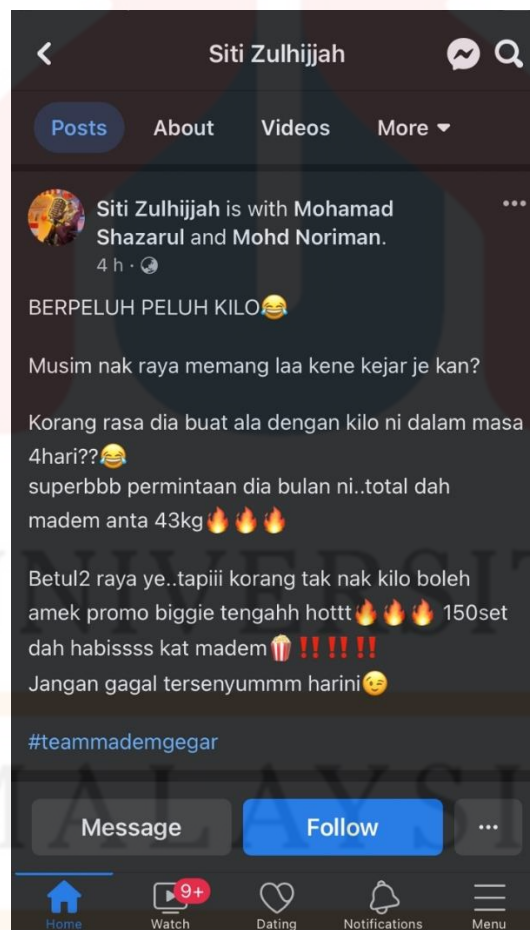 Siti Zulhijjah
Posts About Videos More
Siti Zulhijjah is with Mohamad
Shazarul and Mohd Noriman.
4 h ·
BERPELUH PELUH KILO😂
Musim nak raya memang laa kene kejar je kan?
Korang rasa dia buat ala dengan kilo ni dalam masa
4hari??😂
superbbb permintaan dia bulan ni..total dah
madem anta 43kg🔥🔥🔥
Betul2 raya ye..tapiii korang tak nak kilo boleh
amek promo biggie tengahh hottt🔥🔥🔥 150set
dah habissss kat madem🍿‼️‼️‼️
Jangan gagal tersenyummm harini😉
#teammademgegar
Message Follow
9+
Home Watch Dating Notifications Menu
UNIVERSIT
MALAYSI